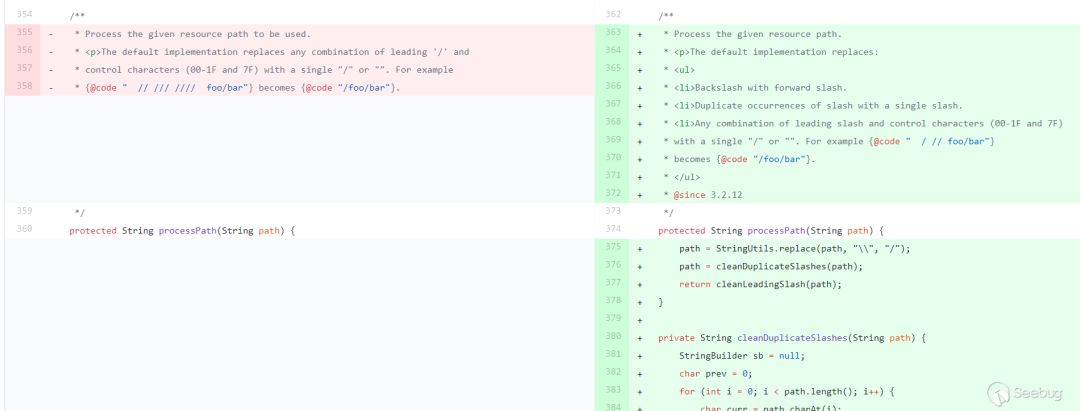 354 /**
355 - * Process the given resource path to be used.
356 - * <p>The default implementation replaces any combination of leading '/' and
357 - * control characters (00-1F and 7F) with a single "/" or "". For example
358 - * {@code "  // /// ////  foo/bar"} becomes {@code "/foo/bar"}.
359 */
360 protected String processPath(String path) {
362 /**
363 + * Process the given resource path.
364 + * <p>The default implementation replaces:
365 + * <ul>
366 + * <li>Backslash with forward slash.
367 + * <li>Duplicate occurrences of slash with a single slash.
368 + * <li>Any combination of leading slash and control characters (00-1F and 7F)
369 + * with a single "/" or "". For example {@code "  / // foo/bar"}
370 + * becomes {@code "/foo/bar"}.
371 + * </ul>
372 + * @since 3.2.12
373 */
374 protected String processPath(String path) {
375 + path = StringUtils.replace(path, "\\", "/");
376 + path = cleanDuplicateSlashes(path);
377 + return cleanLeadingSlash(path);
378 + }
379 +
380 + private String cleanDuplicateSlashes(String path) {
381 + StringBuilder sb = null;
382 + char prev = 0;
383 + for (int i = 0; i < path.length(); i++) {
384 + char curr = path.charAt(i);
Seebug